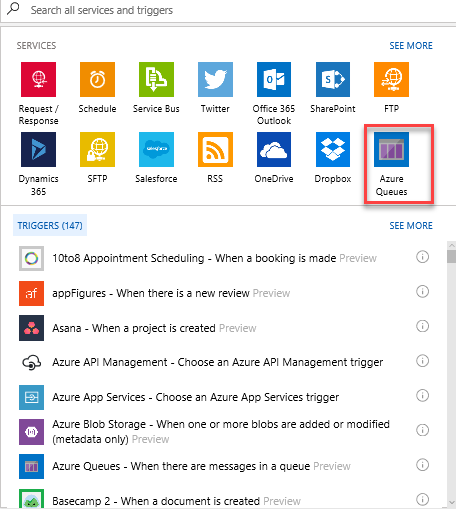 Search all services and triggers
SERVICES
SEE MORE
Request / Response
Schedule
Service Bus
Twitter
Office 365 Outlook
SharePoint
FTP
Dynamics 365
SFTP
salesforce
Salesforce
RSS
OneDrive
Dropbox
Azure Queues
TRIGGERS (147)
SEE MORE
10to8 Appointment Scheduling - When a booking is made Preview
af
appFigures - When there is a new review Preview
Asana - When a project is created Preview
Azure API Management - Choose an Azure API Management trigger
Azure App Services - Choose an Azure App Services trigger
Azure Blob Storage - When one or more blobs are added or modified
(metadata only) Preview
Azure Queues - When there are messages in a queue Preview
Basecamp 2 - When a document is created Preview